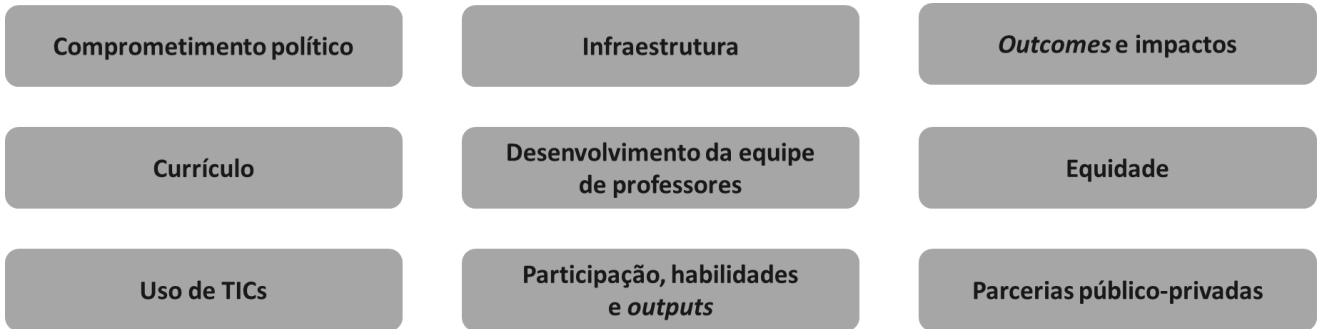 Comprometimento político
Infraestrutura
Outcomes e impactos
Currículo
Desenvolvimento da equipe
de professores
Equidade
Uso de TICs
Participação, habilidades
e outputs
Parcerias público-privadas